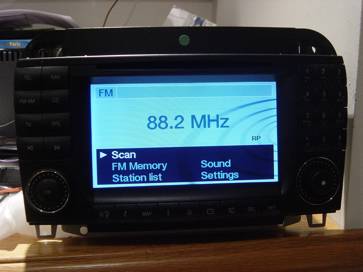 FM
88.2 MHz
RP
Scan
FM Memory Sound
Station list Settings